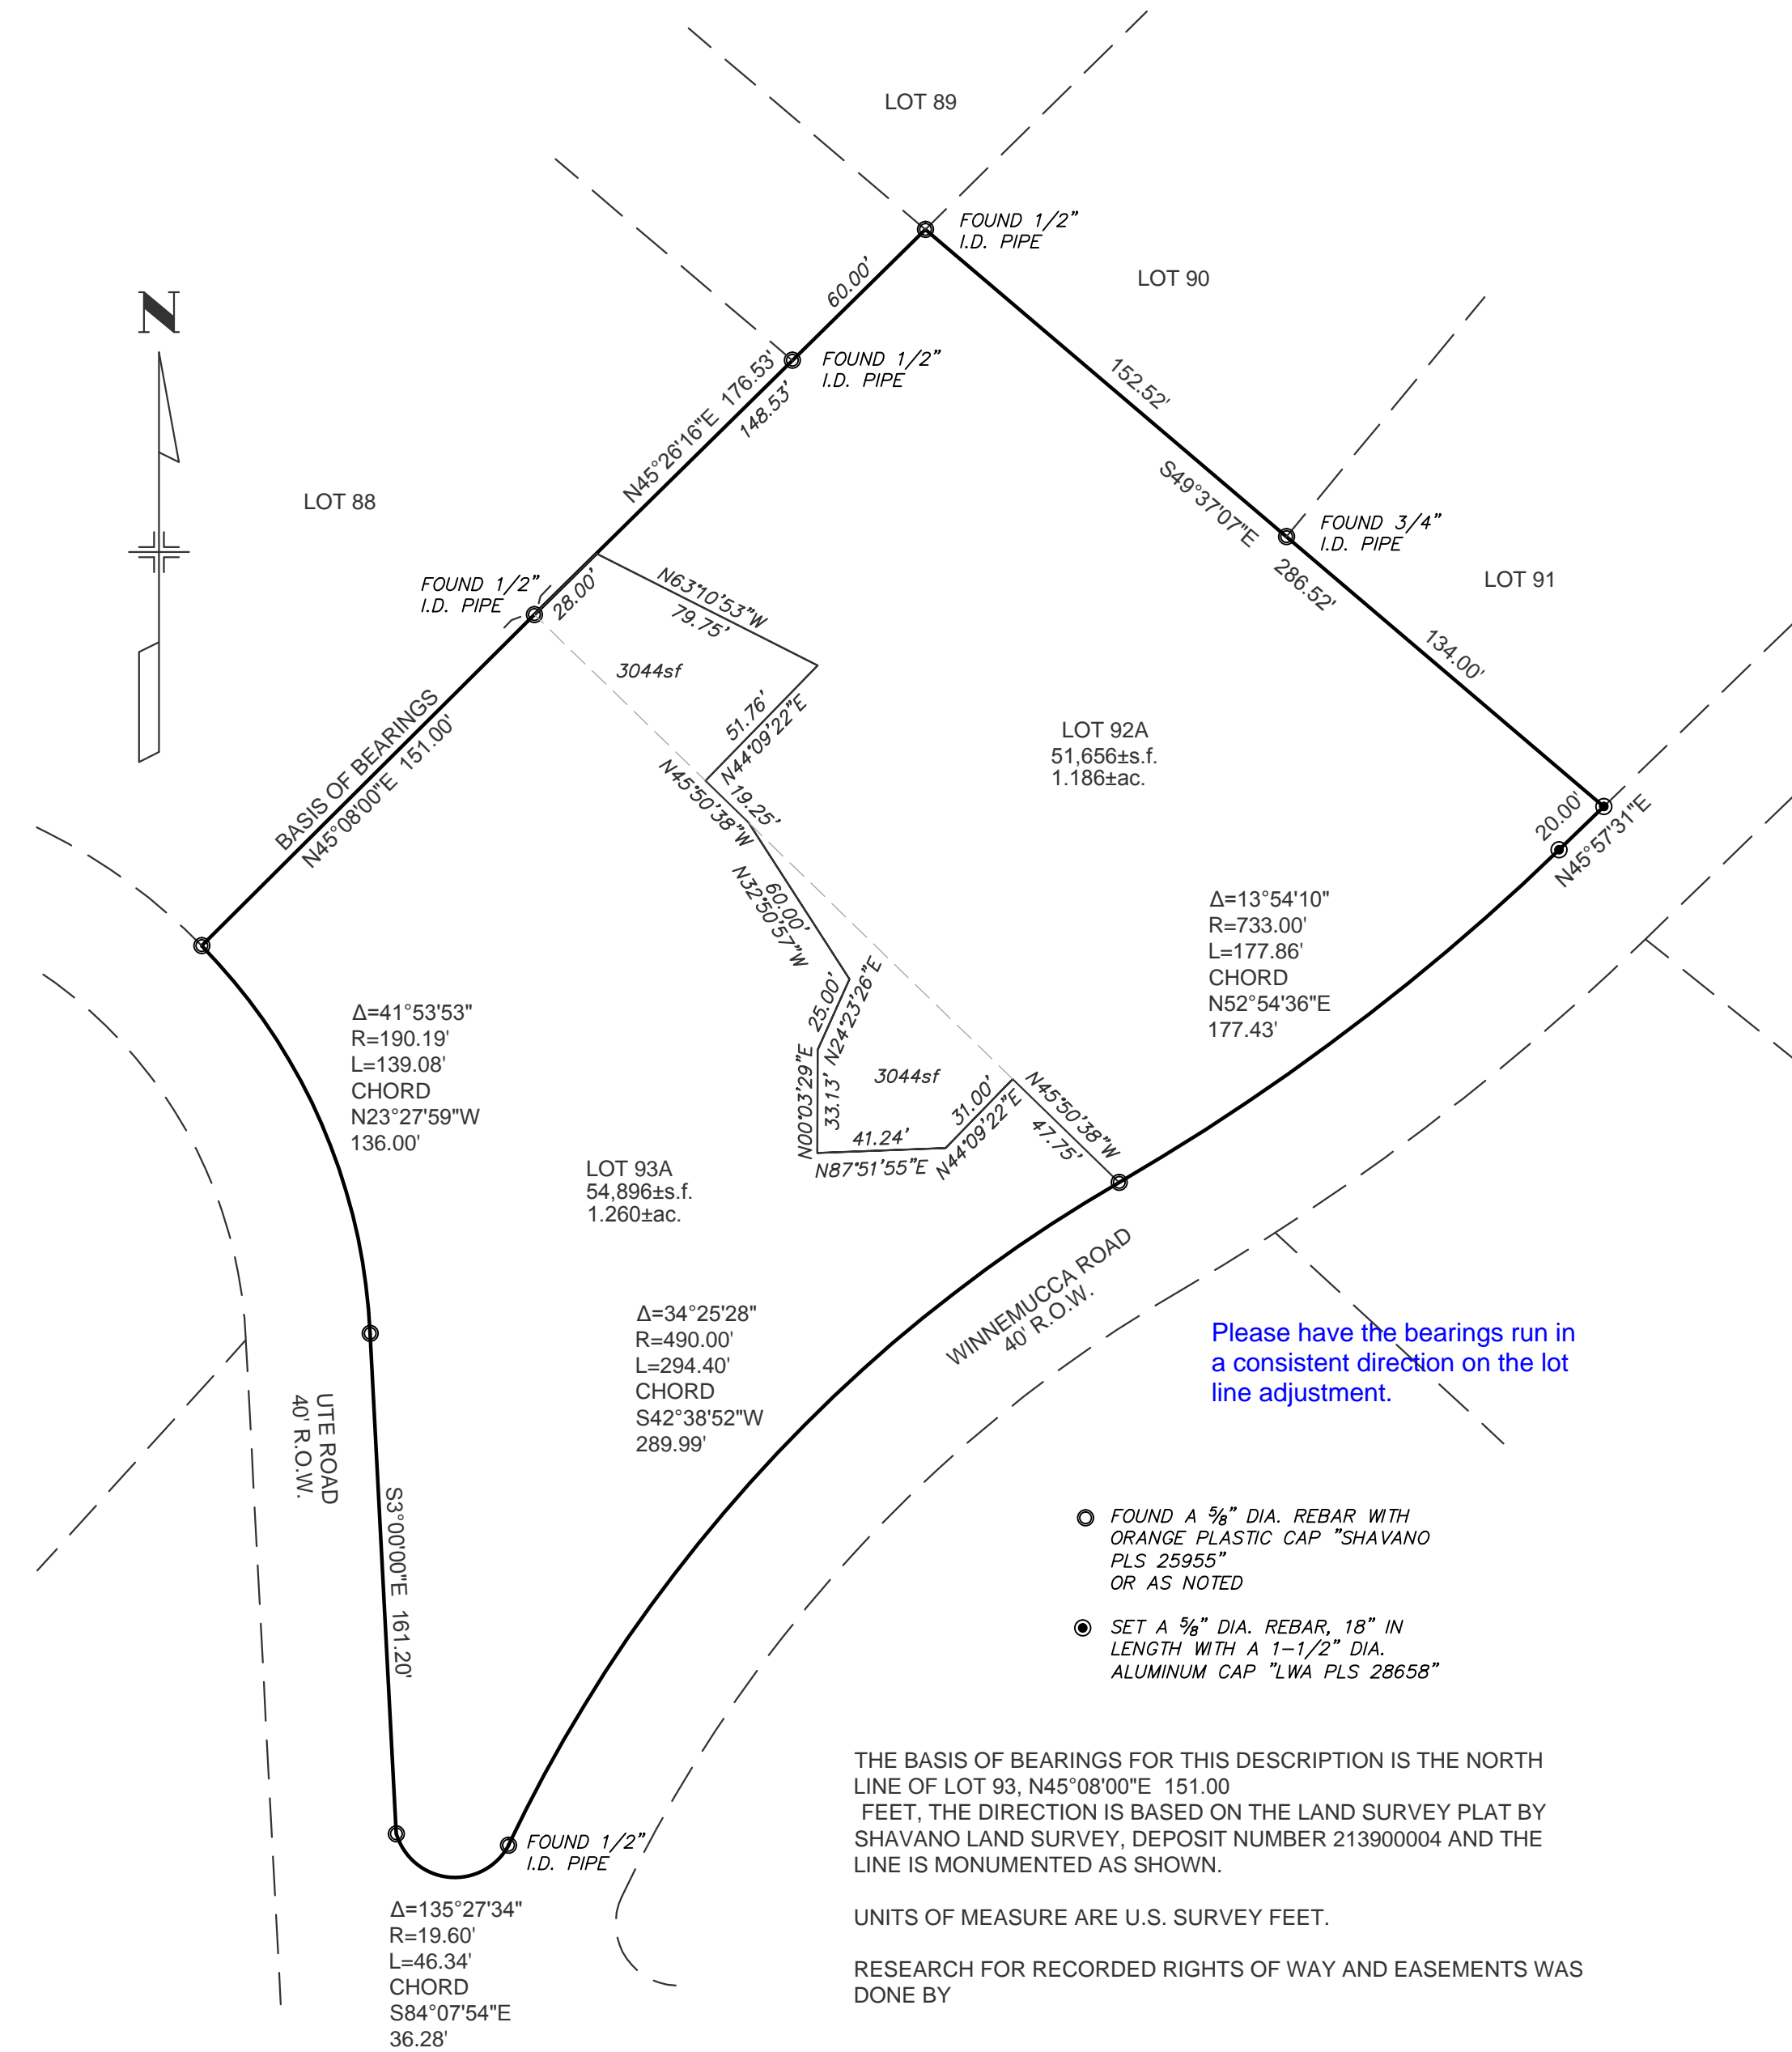 LOT 89
FOUND 1/2"
I.D. PIPE
LOT 90
N
60.00'
FOUND 1/2"
I.D. PIPE
N45°26'16"E 176.53'
148.53'
152.52'
S49°37'07"E
286.52'
FOUND 3/4"
I.D. PIPE
LOT 88
LOT 91
FOUND 1/2"
I.D. PIPE
28.00'
N63°10'53"W
79.75'
3044sf
134.00'
BASIS OF BEARINGS
N45°08'00"E 151.00'
51.76'
N44°09'22"E
LOT 92A
51,656±s.f.
1.186±ac.
N45°50'38"W
19.25'
20.00'
N45°57'31"E
60.00'
N32°50'57"W
Δ=13°54'10"
R=733.00'
L=177.86'
CHORD
N52°54'36"E
177.43'
25.00'
N24°23'26"E
Δ=41°53'53"
R=190.19'
L=139.08'
CHORD
N23°27'59"W
136.00'
N00°03'29"E
33.13'
3044sf
31.00'
N44°09'22"E
N45°50'38"W
47.75'
41.24'
N87°51'55"E
LOT 93A
54,896±s.f.
1.260±ac.
WINNEMUCCA ROAD
40' R.O.W.
Δ=34°25'28"
R=490.00'
L=294.40'
CHORD
S42°38'52"W
289.99'
Please have the bearings run in
a consistent direction on the lot
line adjustment.
UTE ROAD
40' R.O.W.
S3°00'00"E 161.20'
FOUND A 5/8" DIA. REBAR WITH
ORANGE PLASTIC CAP "SHAVANO
PLS 25955"
OR AS NOTED
SET A 5/8" DIA. REBAR, 18" IN
LENGTH WITH A 1-1/2" DIA.
ALUMINUM CAP "LWA PLS 28658"
THE BASIS OF BEARINGS FOR THIS DESCRIPTION IS THE NORTH
LINE OF LOT 93, N45°08'00"E 151.00
FEET, THE DIRECTION IS BASED ON THE LAND SURVEY PLAT BY
SHAVANO LAND SURVEY, DEPOSIT NUMBER 213900004 AND THE
LINE IS MONUMENTED AS SHOWN.
FOUND 1/2"
I.D. PIPE
Δ=135°27'34"
R=19.60'
L=46.34'
CHORD
S84°07'54"E
36.28'
UNITS OF MEASURE ARE U.S. SURVEY FEET.
RESEARCH FOR RECORDED RIGHTS OF WAY AND EASEMENTS WAS
DONE BY